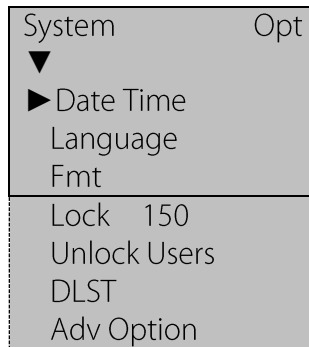 System Opt
▼
►Date Time
Language
Fmt
Lock 150
Unlock Users
DLST
Adv Option